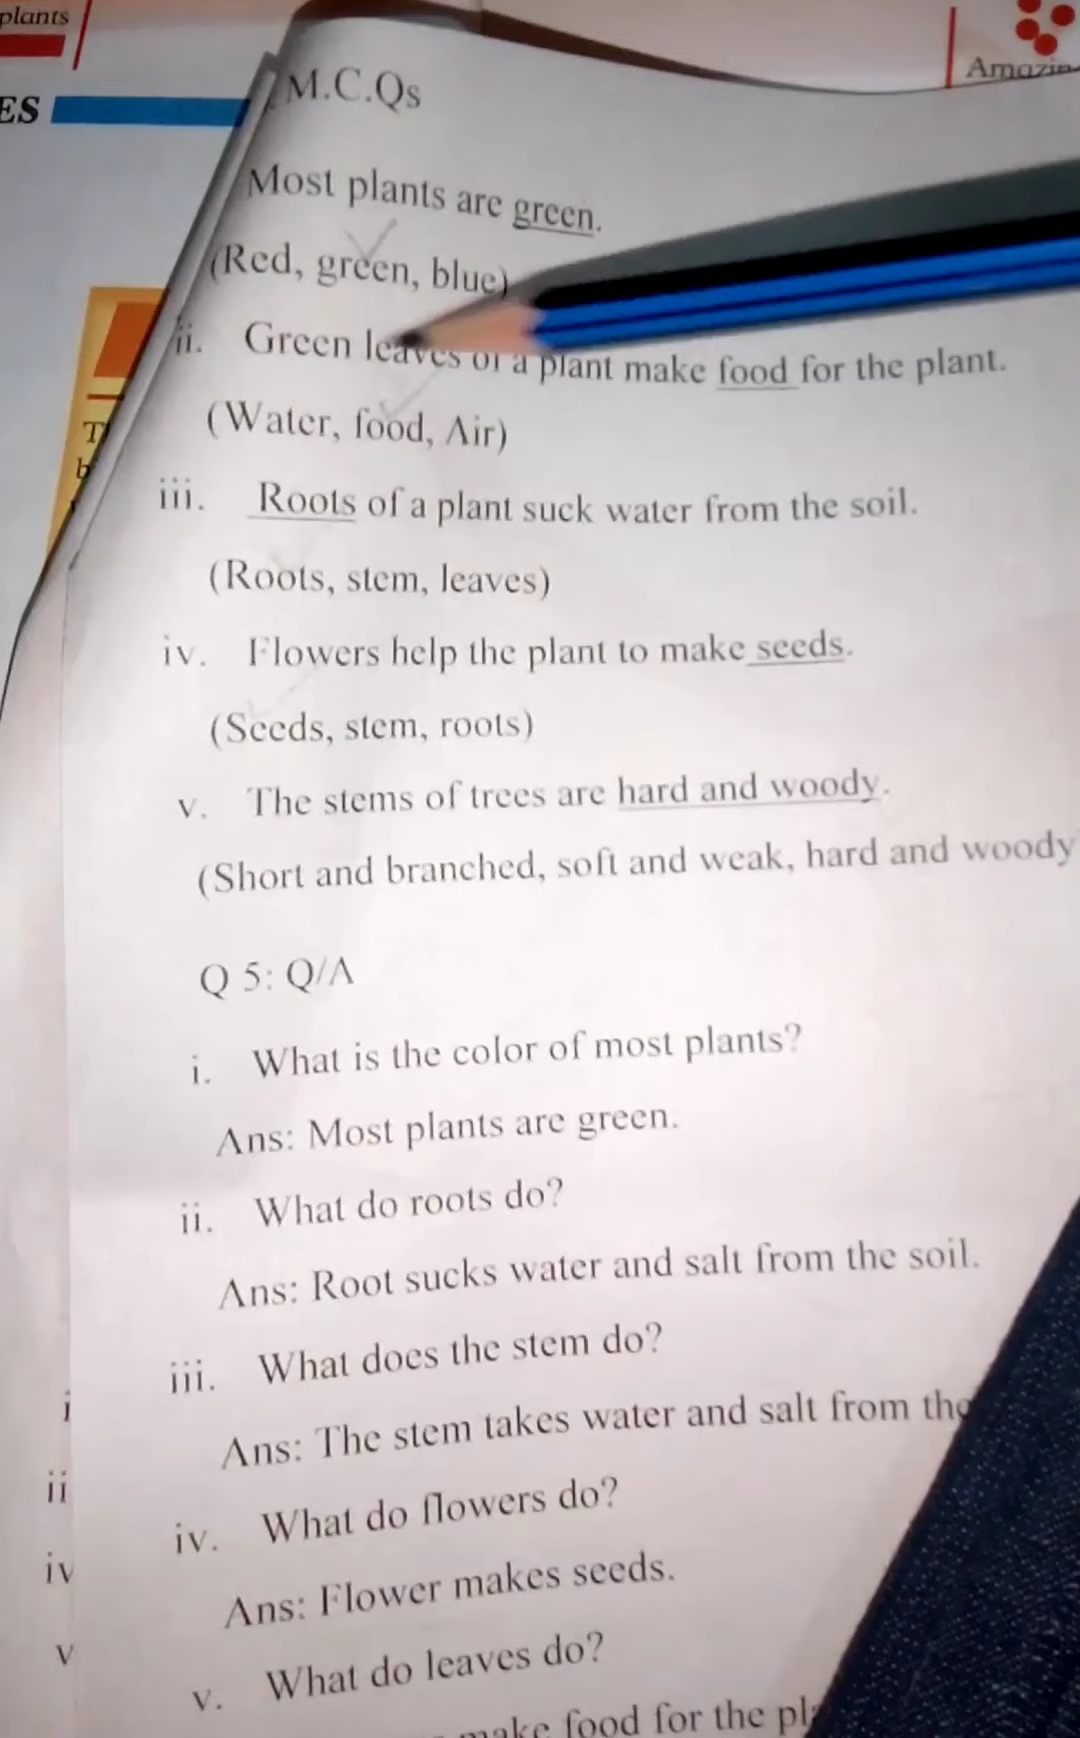 plants
ES
M.C.Qs
Most plants are green.
(Red, green, blue)
ii. Green leaves of a plant make food for the plant.
(Water, food, Air)
iii. Roots of a plant suck water from the soil.
(Roots, stem, leaves)
iv. Flowers help the plant to make seeds.
(Seeds, stem, roots)
v. The stems of trees are hard and woody.
(Short and branched, soft and weak, hard and woody
Q 5: Q/A
i. What is the color of most plants?
Ans: Most plants are green.
ii. What do roots do?
Ans: Root sucks water and salt from the soil.
iii. What does the stem do?
Ans: The stem takes water and salt from the
iv. What do flowers do?
Ans: Flower makes seeds.
v. What do leaves do?
make food for the
i
ii
iv
v